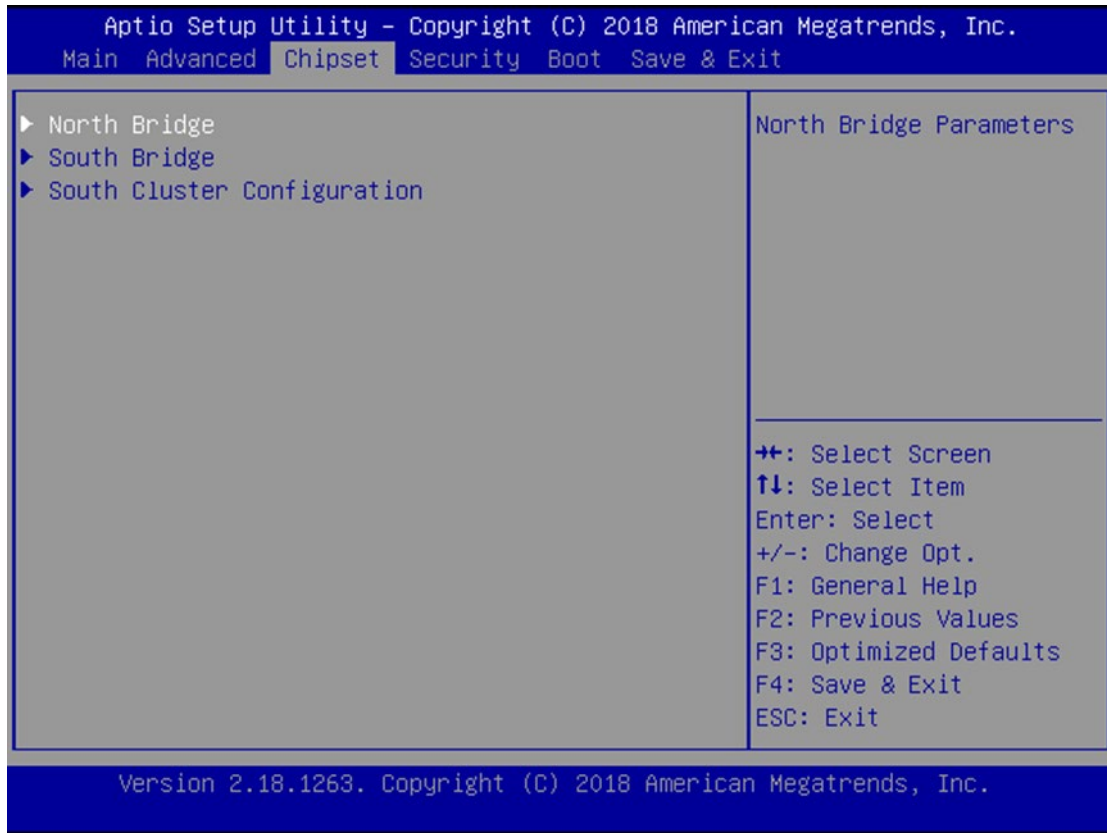 Aptio Setup Utility – Copyright (C) 2018 American Megatrends, Inc.
Main Advanced Chipset Security Boot Save & Exit
▶ North Bridge
▶ South Bridge
▶ South Cluster Configuration
North Bridge Parameters
→←: Select Screen
↑↓: Select Item
Enter: Select
+/-: Change Opt.
F1: General Help
F2: Previous Values
F3: Optimized Defaults
F4: Save & Exit
ESC: Exit
Version 2.18.1263. Copyright (C) 2018 American Megatrends, Inc.